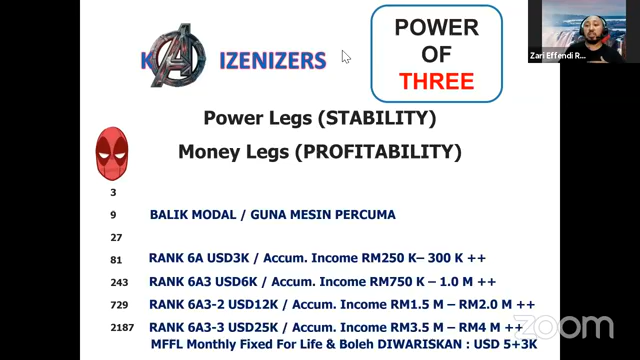 K IZENIZERS
POWER
OF
THREE
Zari Effendi R...
Power Legs (STABILITY)
Money Legs (PROFITABILITY)
3
9 BALIK MODAL / GUNA MESIN PERCUMA
27
81 RANK 6A USD3K / Accum. Income RM250 K– 300 K ++
243 RANK 6A3 USD6K / Accum. Income RM750 K – 1.0 M ++
729 RANK 6A3-2 USD12K / Accum. Income RM1.5 M – RM2.0 M ++
2187 RANK 6A3-3 USD25K / Accum. Income RM3.5 M – RM4 M ++
MFFL Monthly Fixed For Life & Boleh DIWARISKAN : USD 5+3K
zoom